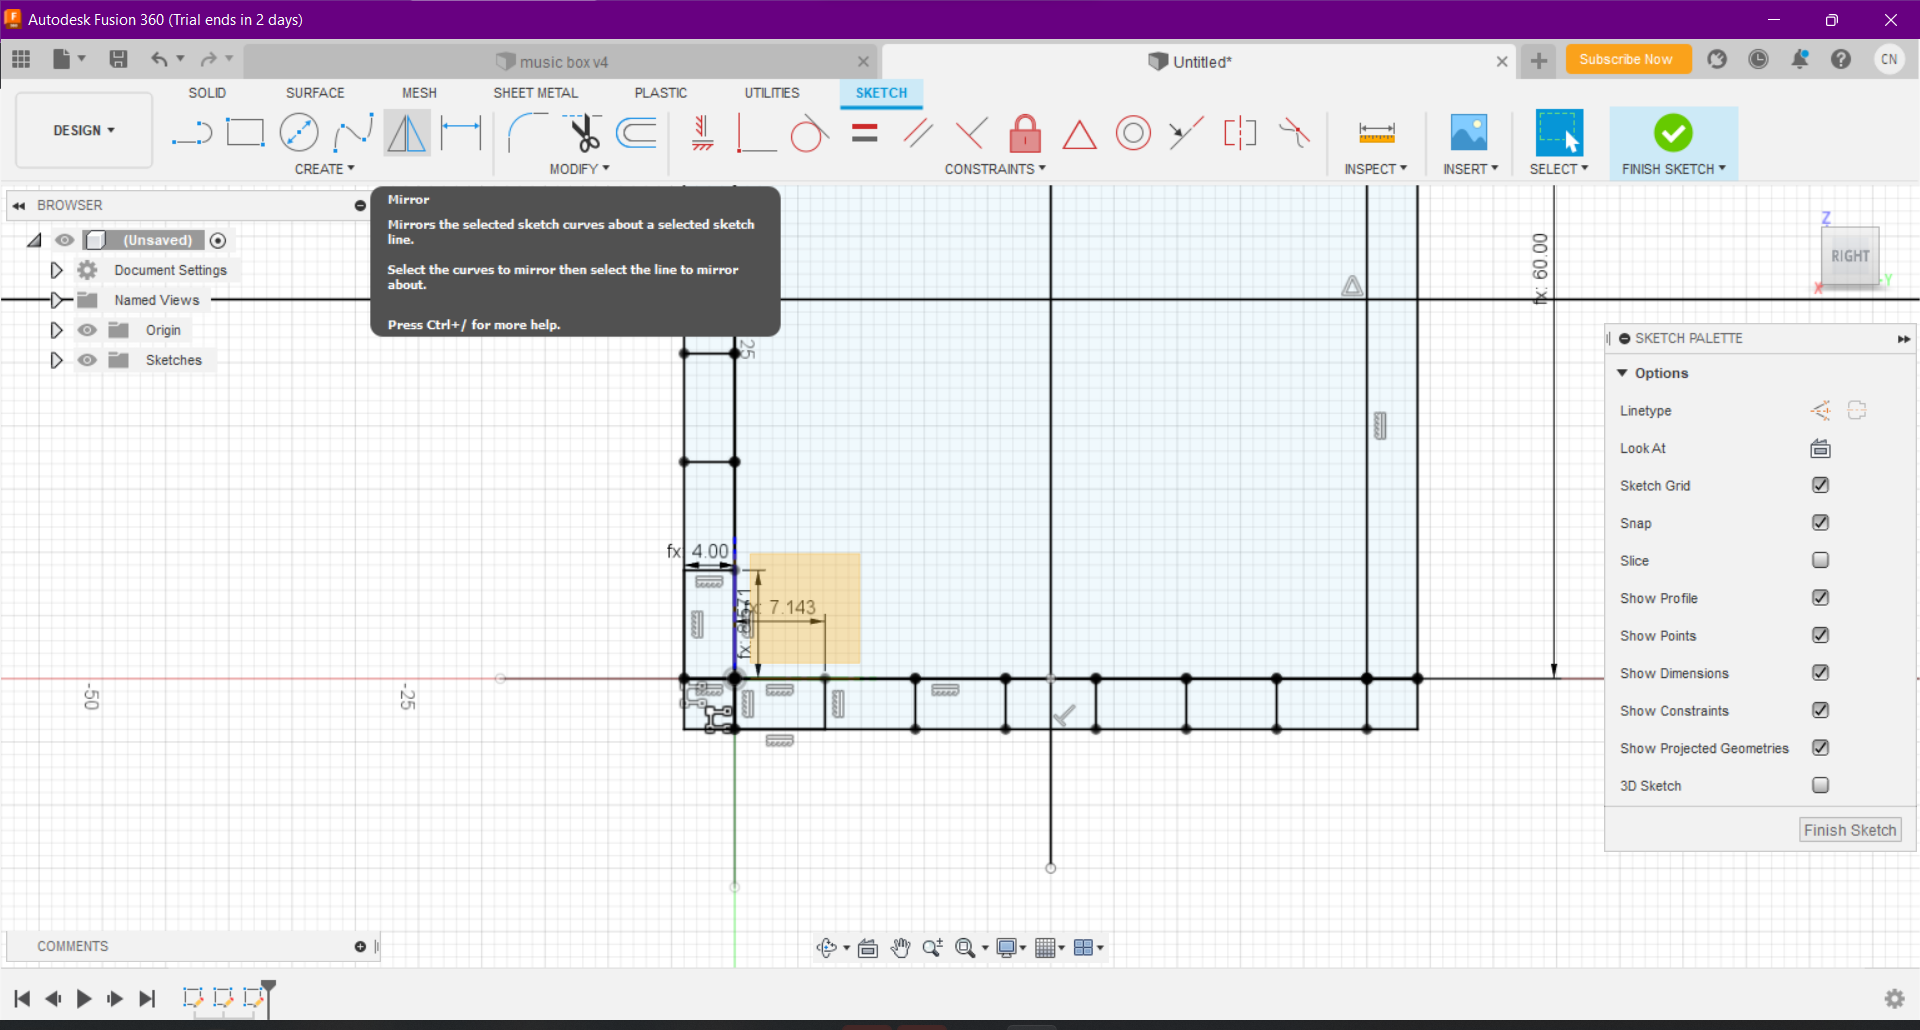 Autodesk Fusion 360 (Trial ends in 2 days)
music box v4
Untitled*
Subscribe Now
CN
SOLID
SURFACE
MESH
SHEET METAL
PLASTIC
UTILITIES
SKETCH
DESIGN
CREATE
MODIFY
CONSTRAINTS
INSPECT
INSERT
SELECT
FINISH SKETCH
BROWSER
(Unsaved)
Document Settings
Named Views
Origin
Sketches
Mirror
Mirrors the selected sketch curves about a selected sketch
line.
Select the curves to mirror then select the line to mirror
about.
Press Ctrl+/ for more help.
25
fx: 60.00
Z
RIGHT
X
Y
SKETCH PALETTE
Options
Linetype
Look At
Sketch Grid
Snap
Slice
Show Profile
Show Points
Show Dimensions
Show Constraints
Show Projected Geometries
3D Sketch
Finish Sketch
fx: 4.00
fx: 7.143
-50
-25
COMMENTS